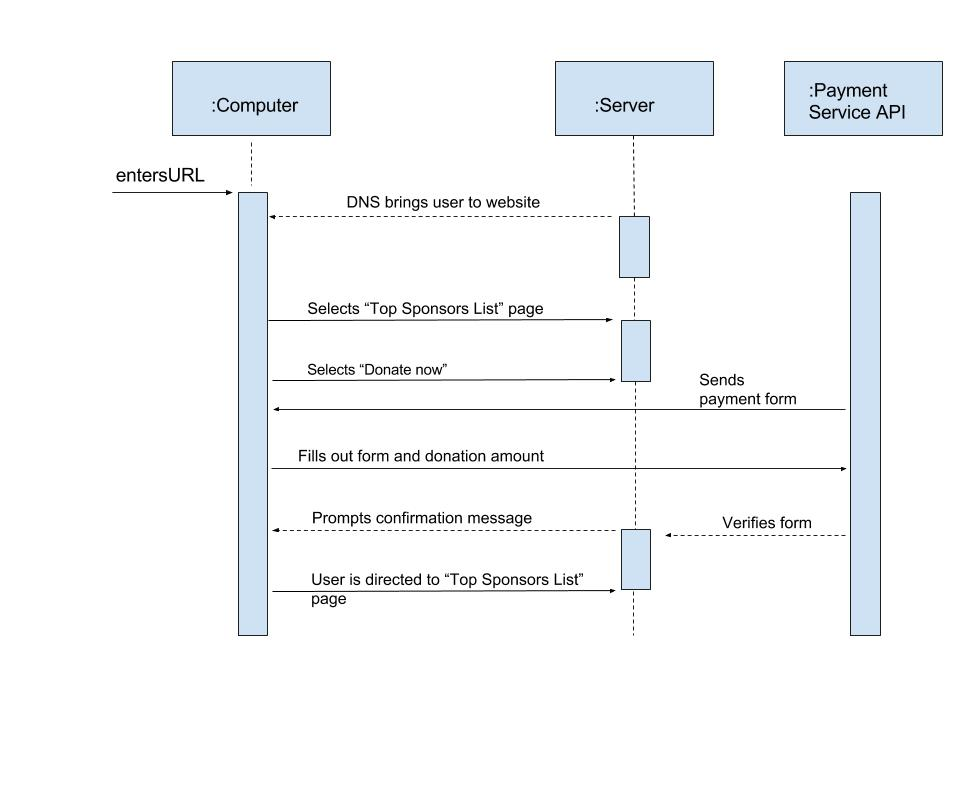 :Computer
:Server
:Payment
Service API
entersURL
DNS brings user to website
Selects “Top Sponsors List” page
Selects “Donate now”
Sends
payment form
Fills out form and donation amount
Prompts confirmation message
Verifies form
User is directed to “Top Sponsors List”
page